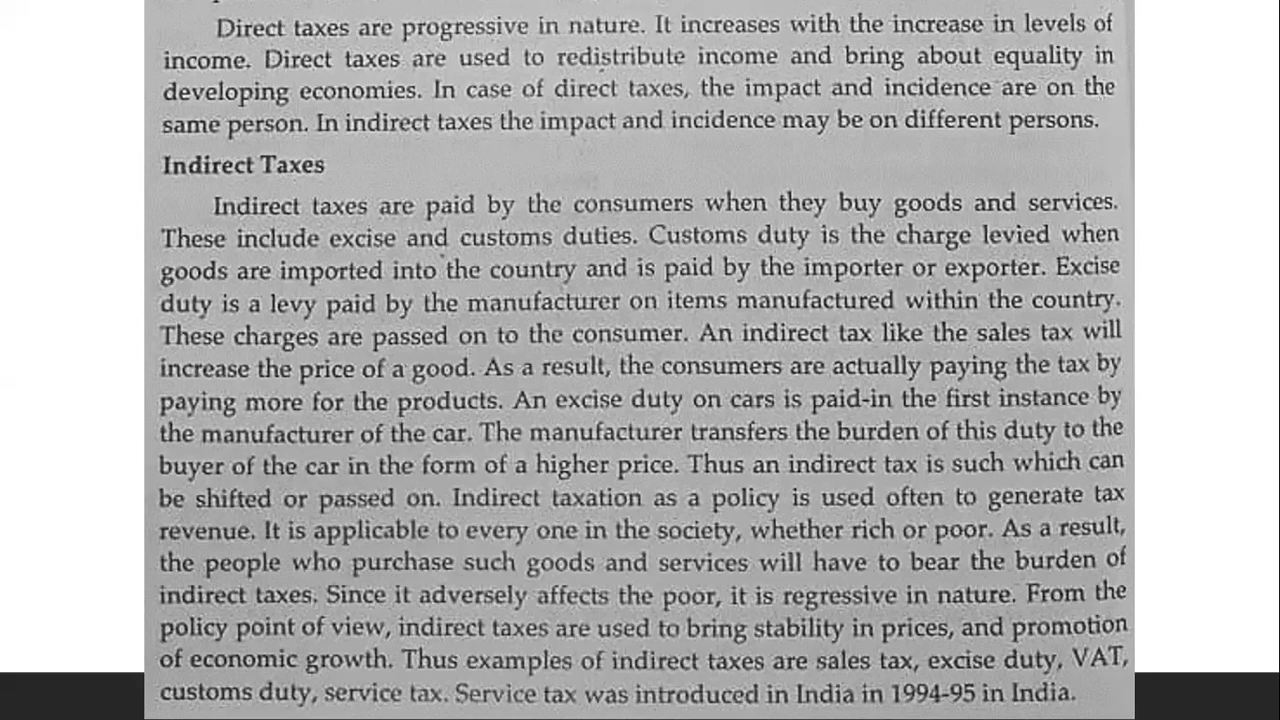 Direct taxes are progressive in nature. It increases with the increase in levels of
income. Direct taxes are used to redistribute income and bring about equality in
developing economies. In case of direct taxes, the impact and incidence are on the
same person. In indirect taxes the impact and incidence may be on different persons.
Indirect Taxes
Indirect taxes are paid by the consumers when they buy goods and services.
These include excise and customs duties. Customs duty is the charge levied when
goods are imported into the country and is paid by the importer or exporter. Excise
duty is a levy paid by the manufacturer on items manufactured within the country.
These charges are passed on to the consumer. An indirect tax like the sales tax will
increase the price of a good. As a result, the consumers are actually paying the tax by
paying more for the products. An excise duty on cars is paid-in the first instance by
the manufacturer of the car. The manufacturer transfers the burden of this duty to the
buyer of the car in the form of a higher price. Thus an indirect tax is such which can
be shifted or passed on. Indirect taxation as a policy is used often to generate tax
revenue. It is applicable to every one in the society, whether rich or poor. As a result,
the people who purchase such goods and services will have to bear the burden of
indirect taxes. Since it adversely affects the poor, it is regressive in nature. From the
policy point of view, indirect taxes are used to bring stability in prices, and promotion
of economic growth. Thus examples of indirect taxes are sales tax, excise duty, VAT,
customs duty, service tax. Service tax was introduced in India in 1994-95 in India.